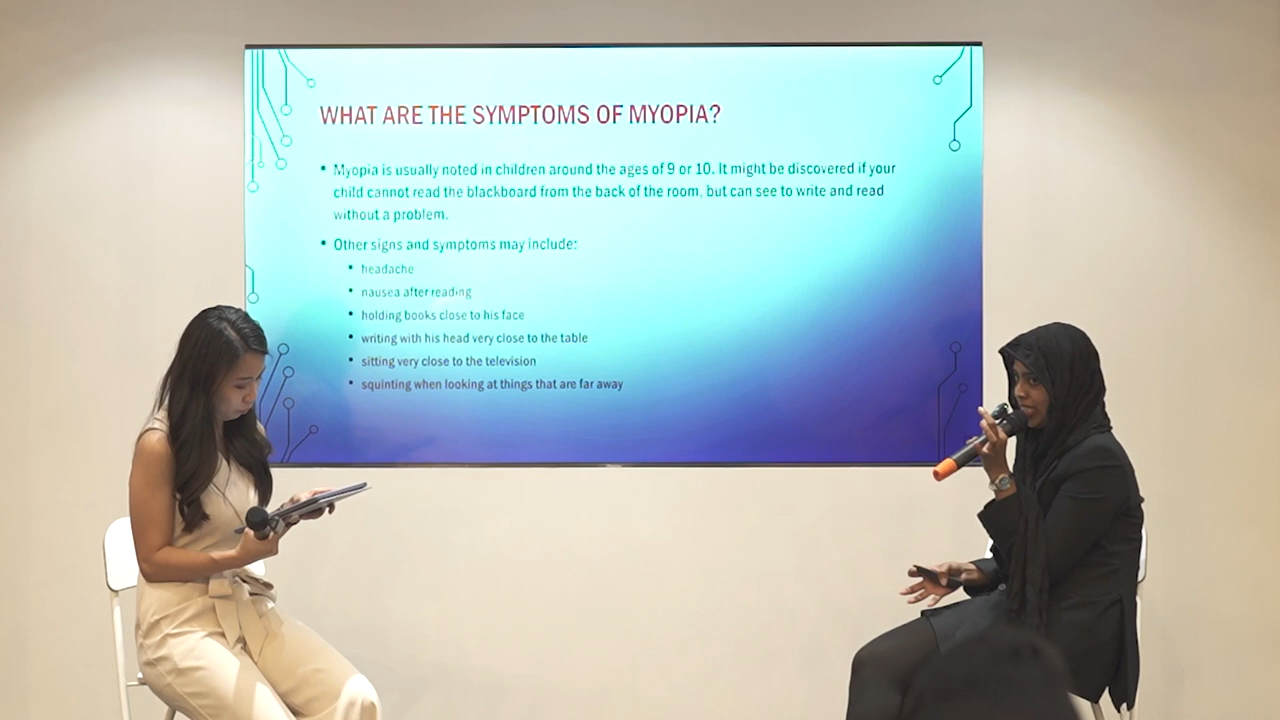 WHAT ARE THE SYMPTOMS OF MYOPIA?
• Myopia is usually noted in children around the ages of 9 or 10. It might be discovered if your
child cannot read the blackboard from the back of the room, but can see to write and read
without a problem.
• Other signs and symptoms may include:
• headache
• nausea after reading
• holding books close to his face
• writing with his head very close to the table
• sitting very close to the television
• squinting when looking at things that are far away